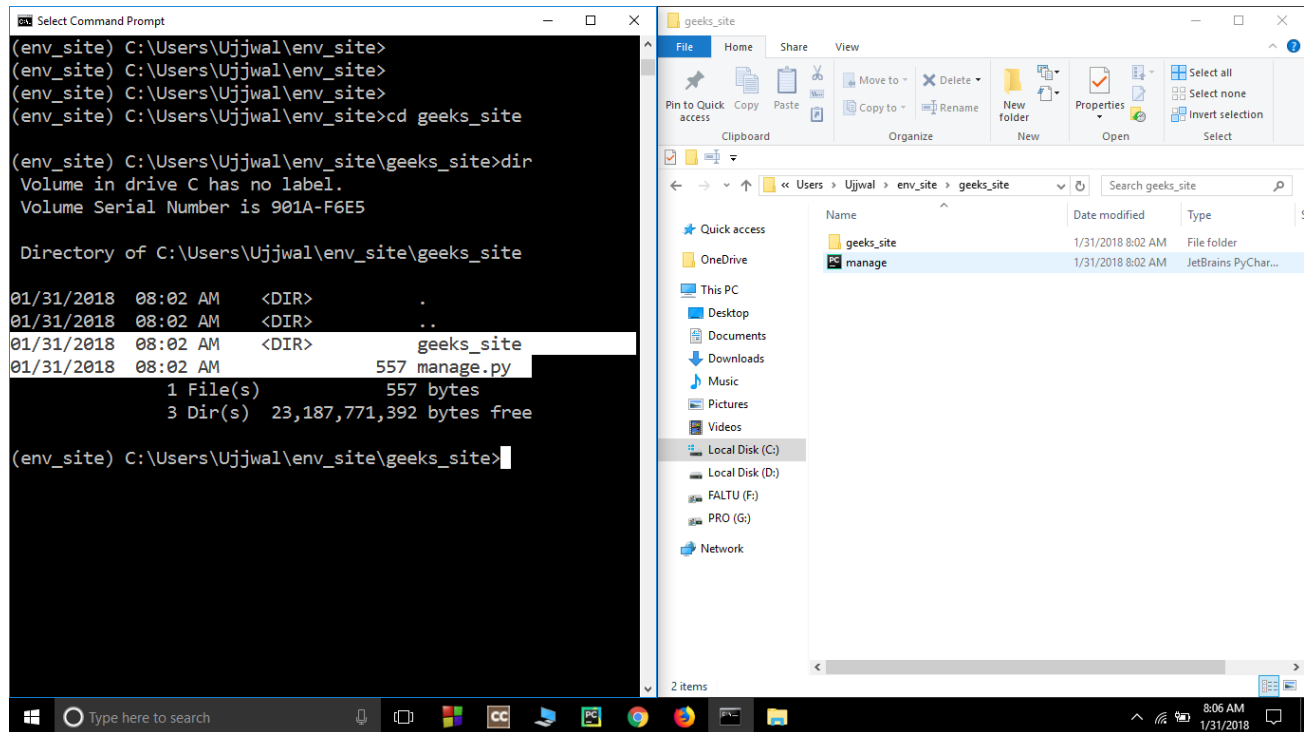 Select Command Prompt
(env_site) C:\Users\Ujjwal\env_site>
(env_site) C:\Users\Ujjwal\env_site>
(env_site) C:\Users\Ujjwal\env_site>
(env_site) C:\Users\Ujjwal\env_site>cd geeks_site
(env_site) C:\Users\Ujjwal\env_site\geeks_site>dir
Volume in drive C has no label.
Volume Serial Number is 901A-F6E5
Directory of C:\Users\Ujjwal\env_site\geeks_site
01/31/2018 08:02 AM <DIR> .
01/31/2018 08:02 AM <DIR> ..
01/31/2018 08:02 AM <DIR> geeks_site
01/31/2018 08:02 AM 557 manage.py
1 File(s) 557 bytes
3 Dir(s) 23,187,771,392 bytes free
(env_site) C:\Users\Ujjwal\env_site\geeks_site>
geeks_site
File Home Share View
Pin to Quick access
Copy
Paste
Move to
Copy to
Delete
Rename
New folder
Properties
Select all
Select none
Invert selection
Clipboard Organize New Open Select
« Users › Ujjwal › env_site › geeks_site
Search geeks_site
Name Date modified Type
geeks_site 1/31/2018 8:02 AM File folder
manage 1/31/2018 8:02 AM JetBrains PyChar...
Quick access
OneDrive
This PC
Desktop
Documents
Downloads
Music
Pictures
Videos
Local Disk (C:)
Local Disk (D:)
FALTU (F:)
PRO (G:)
Network
2 items
Type here to search
CC
PC
8:06 AM
1/31/2018